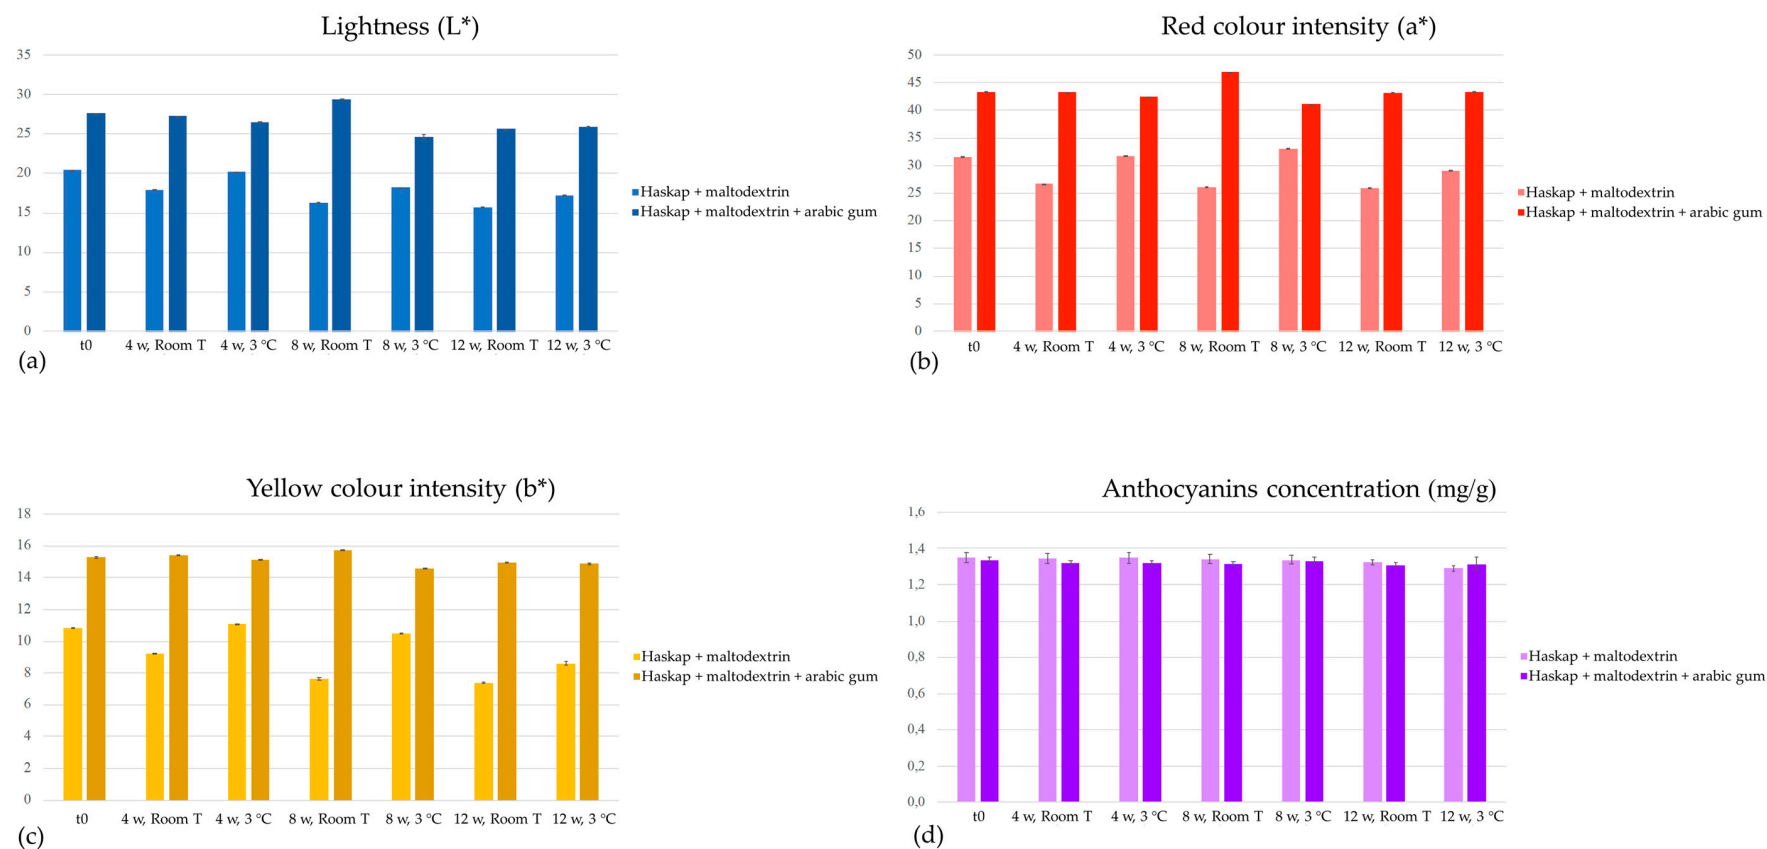 Lightness (L*)
35
30
25
20
15
10
5
0
t0 4 w, Room T 4 w, 3 °C 8 w, Room T 8 w, 3 °C 12 w, Room T 12 w, 3 °C
Haskap + maltodextrin
Haskap + maltodextrin + arabic gum
(a)
Red colour intensity (a*)
50
45
40
35
30
25
20
15
10
5
0
t0 4 w, Room T 4 w, 3 °C 8 w, Room T 8 w, 3 °C 12 w, Room T 12 w, 3 °C
Haskap + maltodextrin
Haskap + maltodextrin + arabic gum
(b)
Yellow colour intensity (b*)
18
16
14
12
10
8
6
4
2
0
t0 4 w, Room T 4 w, 3 °C 8 w, Room T 8 w, 3 °C 12 w, Room T 12 w, 3 °C
Haskap + maltodextrin
Haskap + maltodextrin + arabic gum
(c)
Anthocyanins concentration (mg/g)
1,6
1,4
1,2
1,0
0,8
0,6
0,4
0,2
0,0
t0 4 w, Room T 4 w, 3 °C 8 w, Room T 8 w, 3 °C 12 w, Room T 12 w, 3 °C
Haskap + maltodextrin
Haskap + maltodextrin + arabic gum
(d)